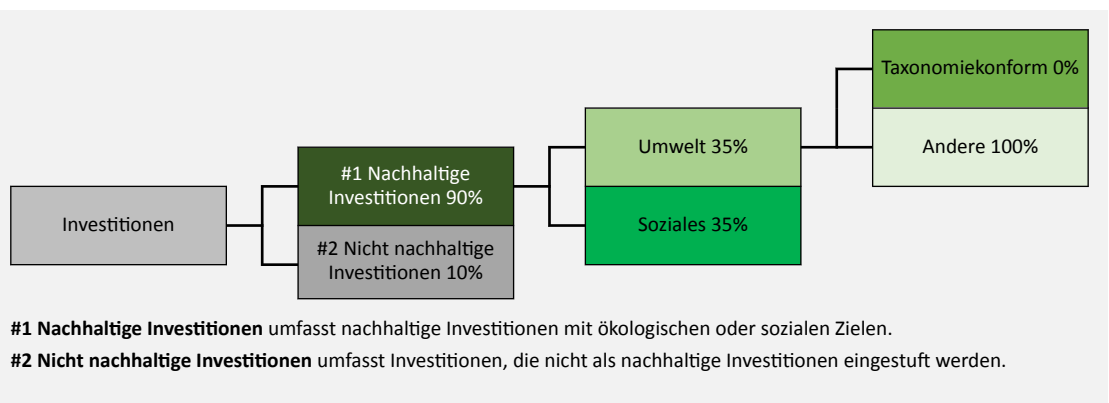 Investitionen
#1 Nachhaltige
Investitionen 90%
#2 Nicht nachhaltige
Investitionen 10%
Umwelt 35%
Soziales 35%
Taxonomiekonform 0%
Andere 100%
#1 Nachhaltige Investitionen umfasst nachhaltige Investitionen mit ökologischen oder sozialen Zielen.
#2 Nicht nachhaltige Investitionen umfasst Investitionen, die nicht als nachhaltige Investitionen eingestuft werden.